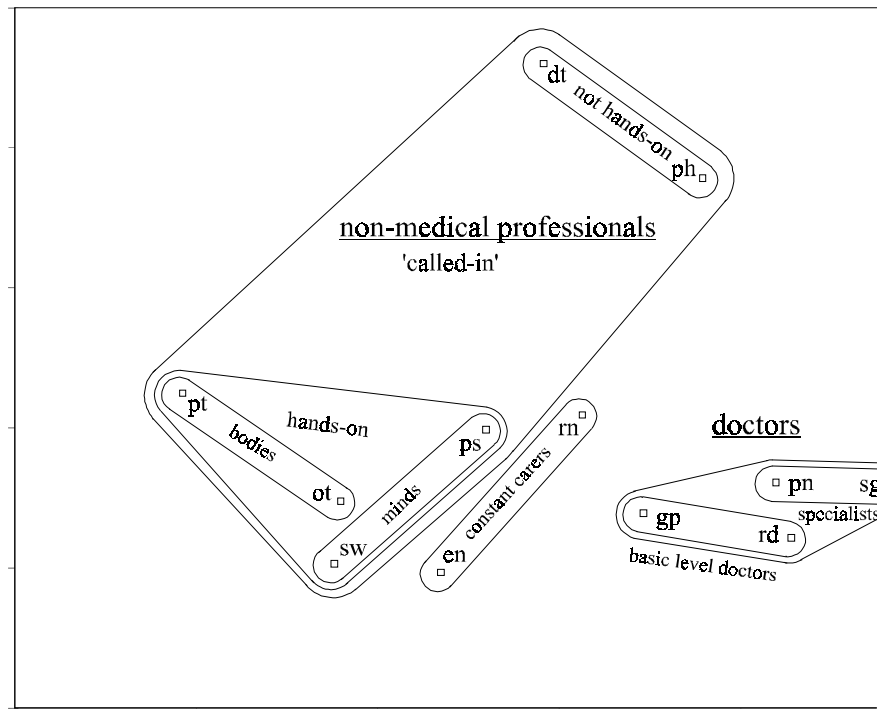 dt
not hands-on
ph
non-medical professionals
'called-in'
pt
bodies
ot
hands-on
ps
minds
sw
rn
constant carers
en
doctors
pn
sg
specialists
gp
rd
basic level doctors